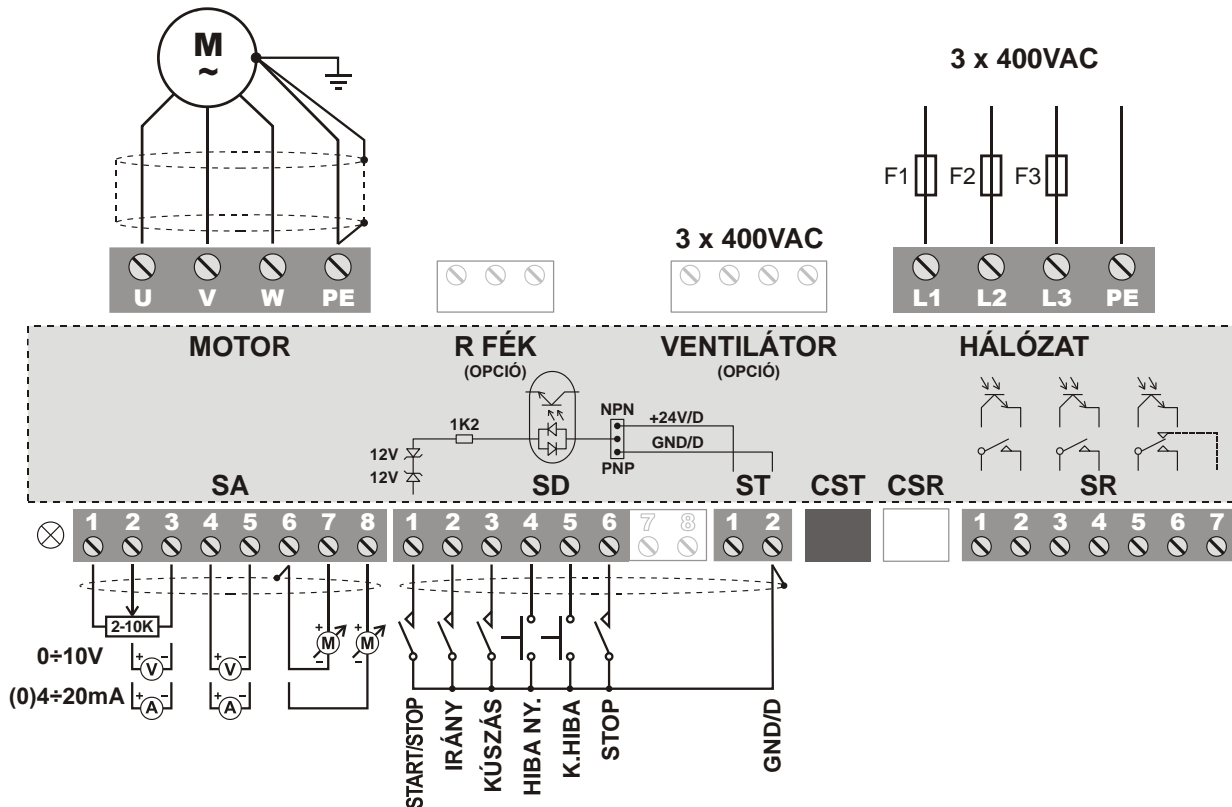 M
~
3 x 400VAC
F1 F2 F3
3 x 400VAC
U V W PE
L1 L2 L3 PE
MOTOR R FÉK VENTILÁTOR HÁLÓZAT
(OPCIÓ) (OPCIÓ)
NPN
+24V/D
1K2
GND/D
12V
PNP
12V
SA SD ST CST CSR SR
1 2 3 4 5 6 7 8 1 2 3 4 5 6 7 8 1 2 1 2 3 4 5 6 7
2-10K
+ M - + M -
0÷10V + V - + V -
(0)4÷20mA + A - + A -
START/STOP
IRÁNY
KÚSZÁS
HIBA NY.
K.HIBA
STOP
GND/D